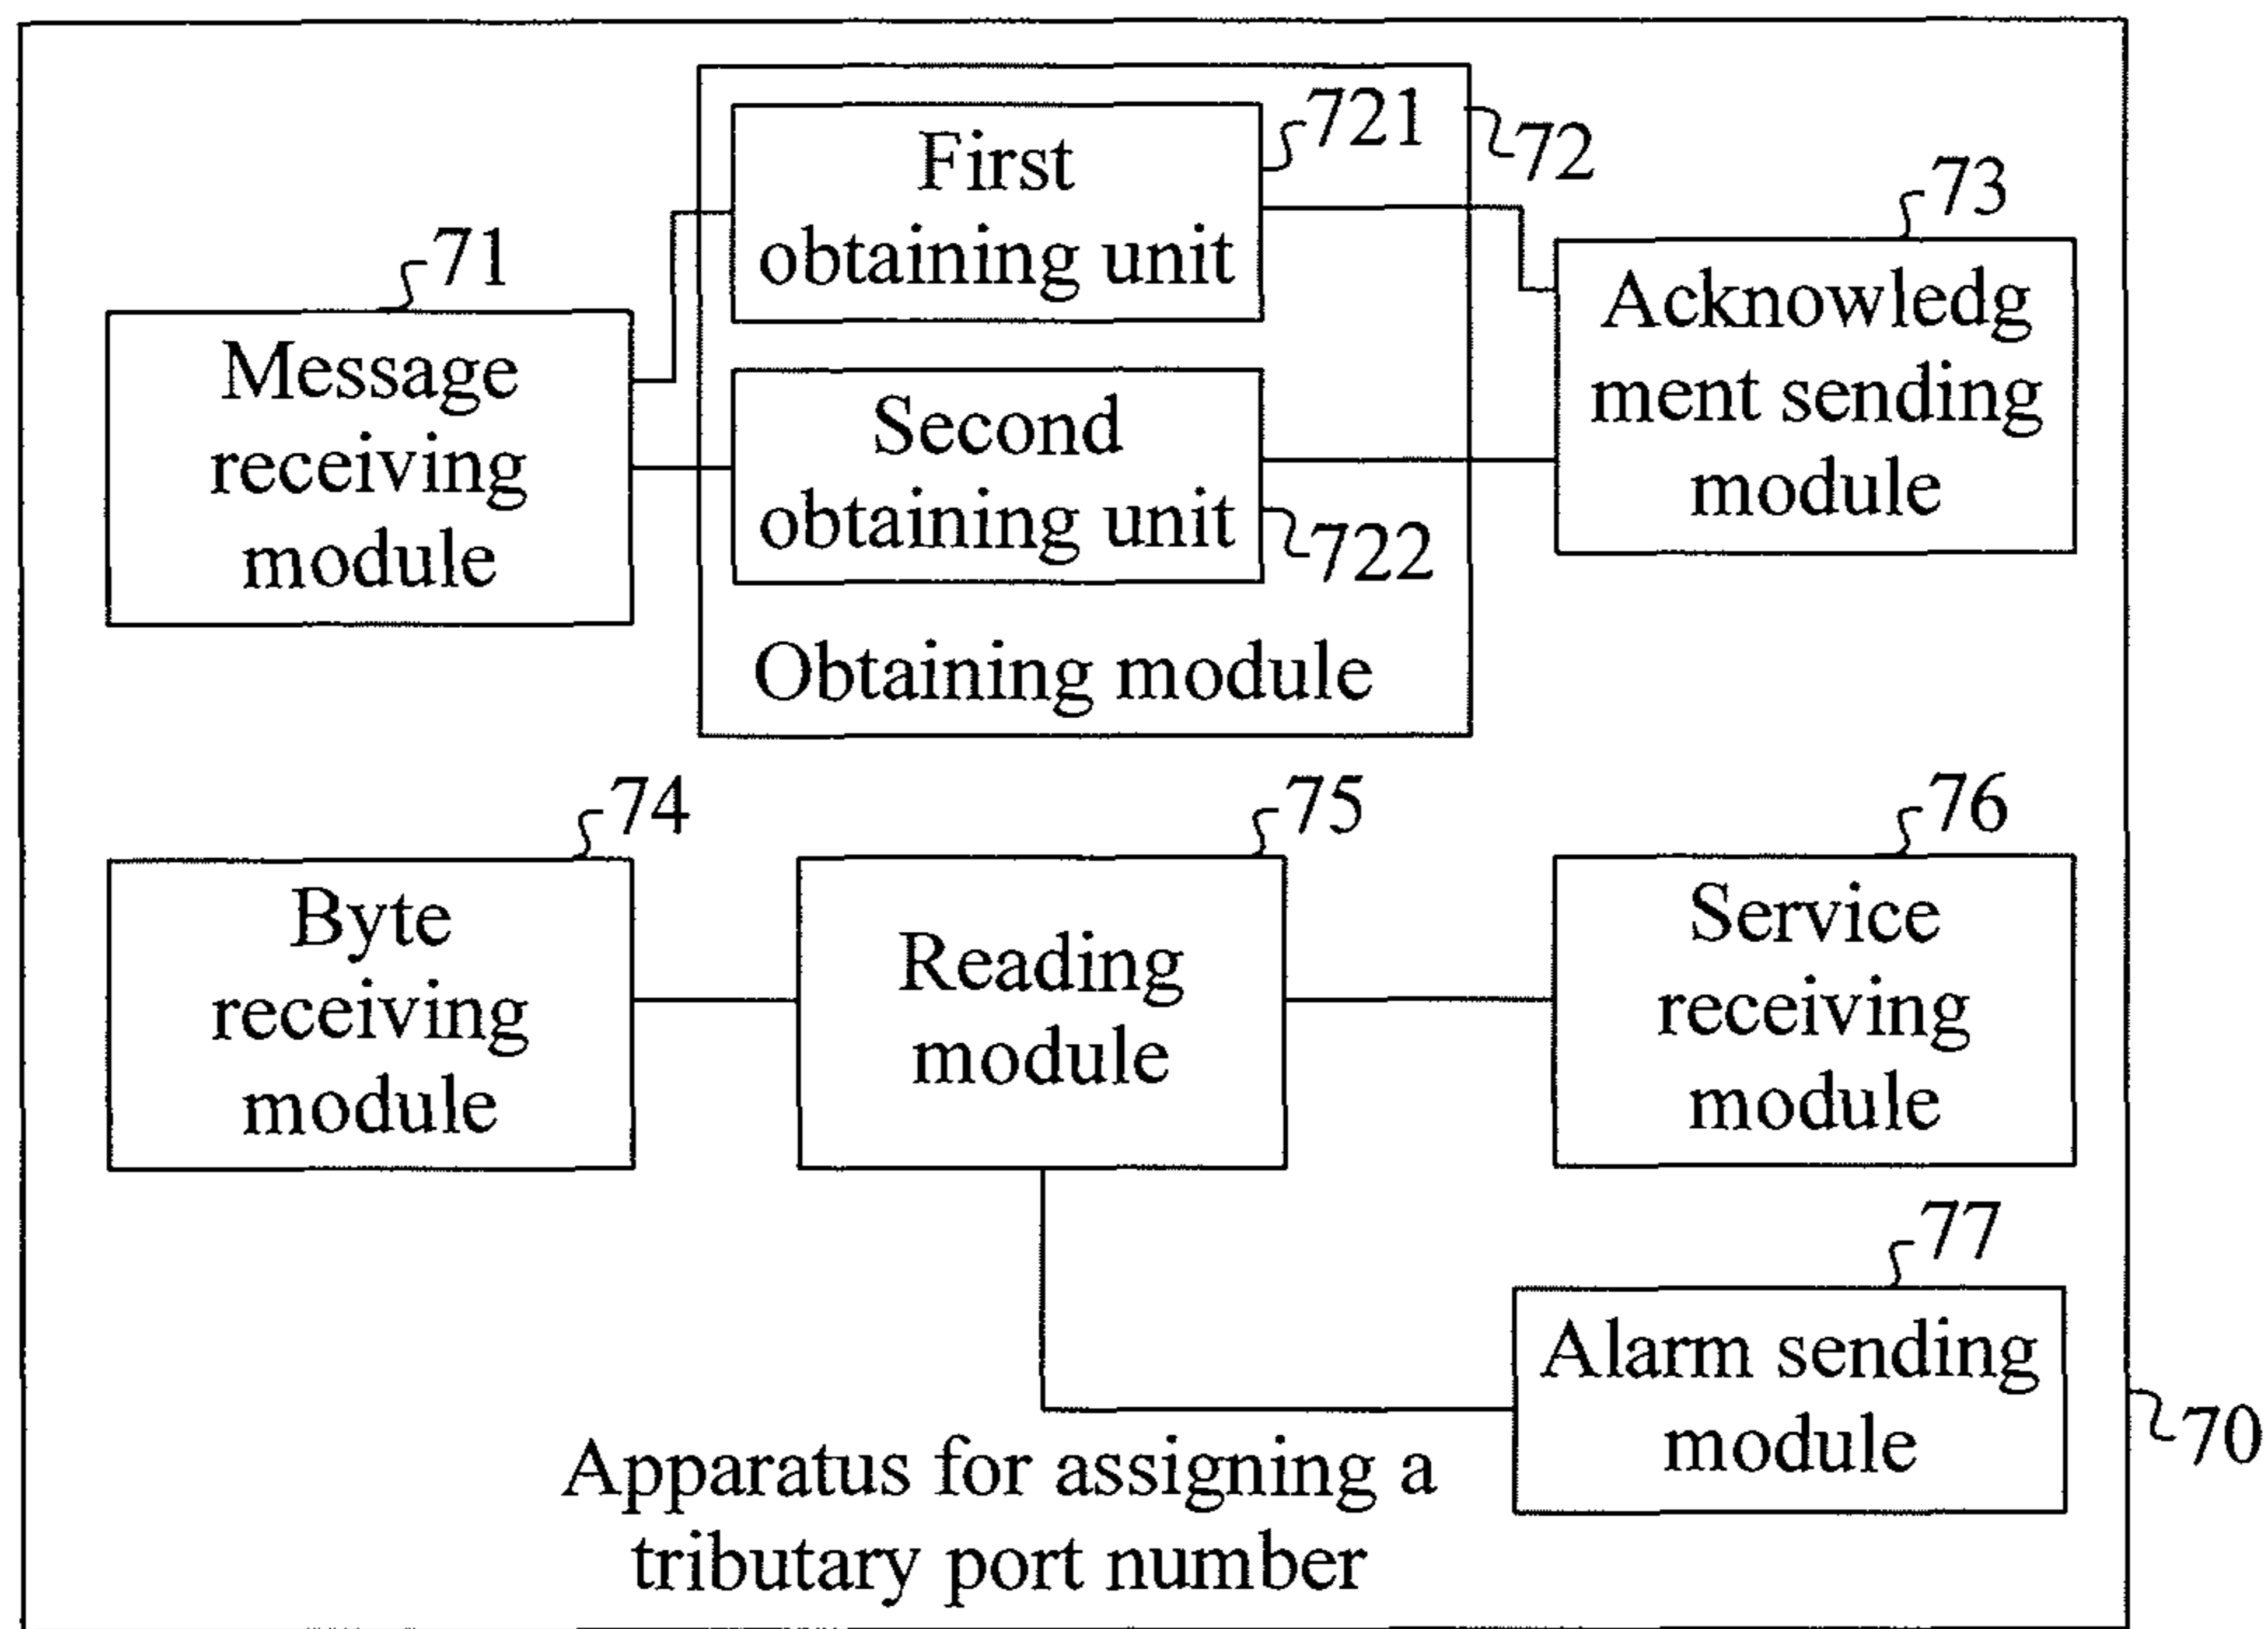 721
First
obtaining unit
72
73
71
Message
receiving
module
Second
obtaining unit
722
Obtaining module
Acknowledg
ment sending
module
74
Byte
receiving
module
75
Reading
module
76
Service
receiving
module
77
Alarm sending
module
70
Apparatus for assigning a
tributary port number